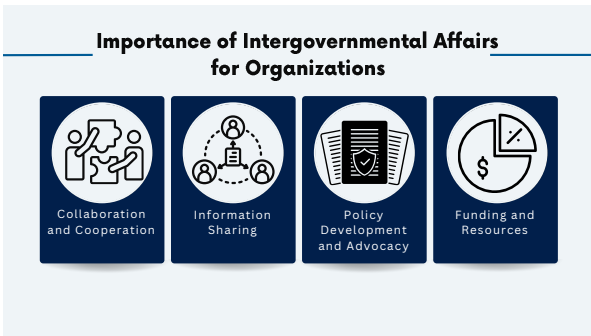 Importance of Intergovernmental Affairs
for Organizations
Collaboration
and Cooperation
Information
Sharing
Policy
Development
and Advocacy
$
%
Funding and
Resources